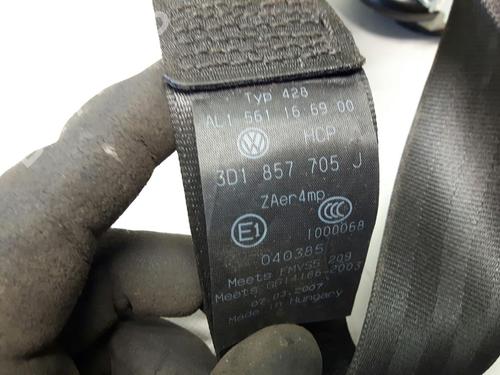 Typ 428
AL1 561 16 69 00
HCP
3D1 857 705 J
ZAer4mp
E1
CCC
1000068
040385
Meets FMVSS 209
Meets GB14166-2003
07.03.2007
Made in Hungary